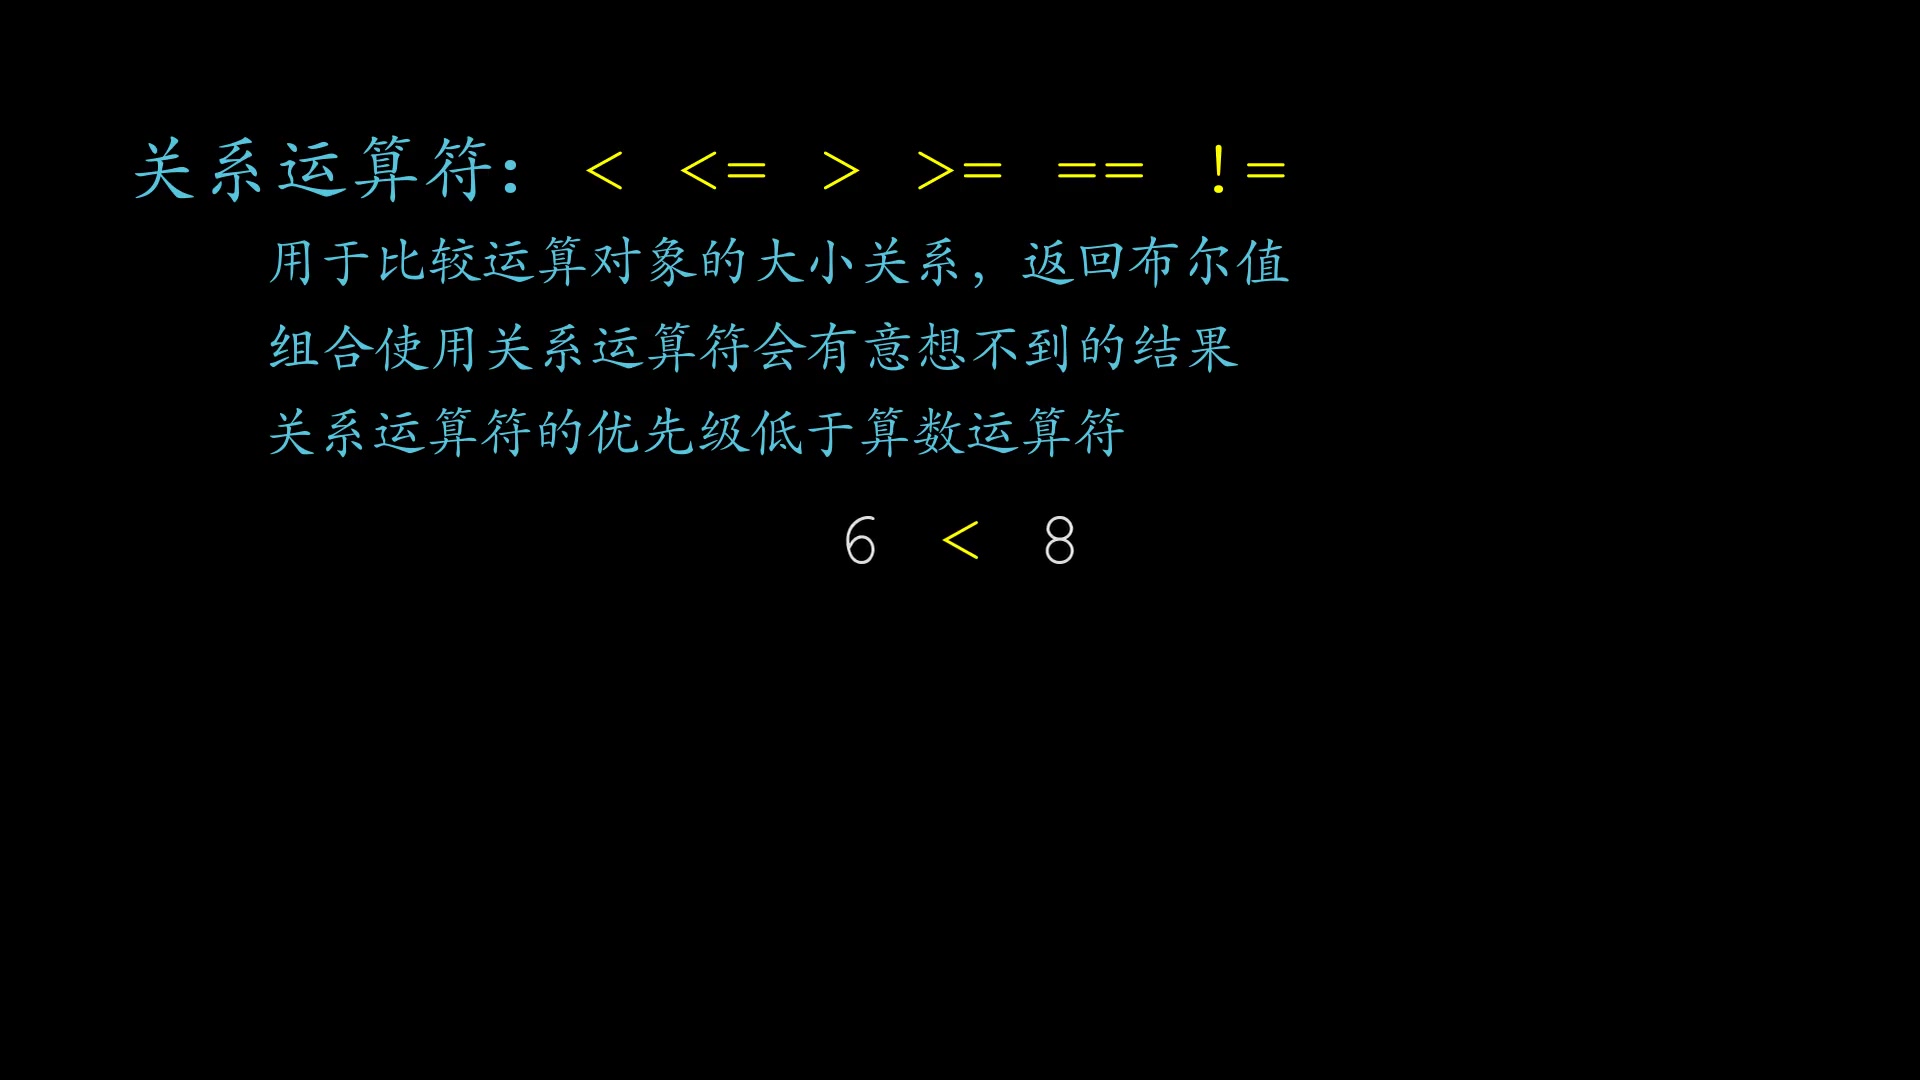 关系运算符: < <= > >= == !=
用于比较运算对象的大小关系，返回布尔值
组合使用关系运算符会有意想不到的结果
关系运算符的优先级低于算数运算符
6 < 8